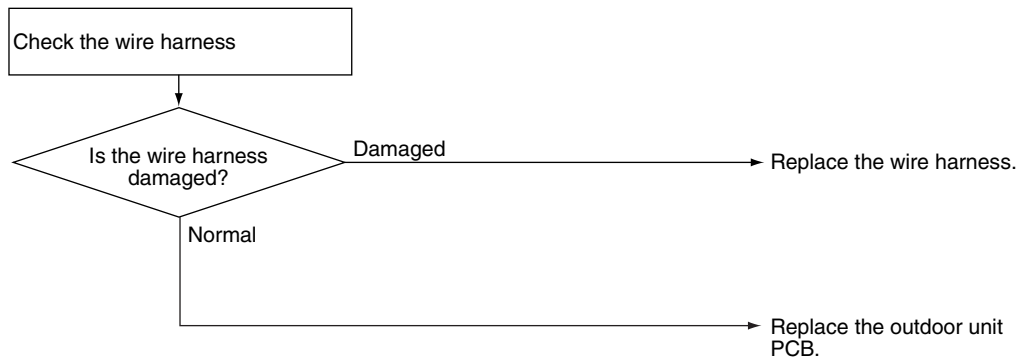 Check the wire harness
Is the wire harness
damaged?
Damaged
Replace the wire harness.
Normal
Replace the outdoor unit
PCB.